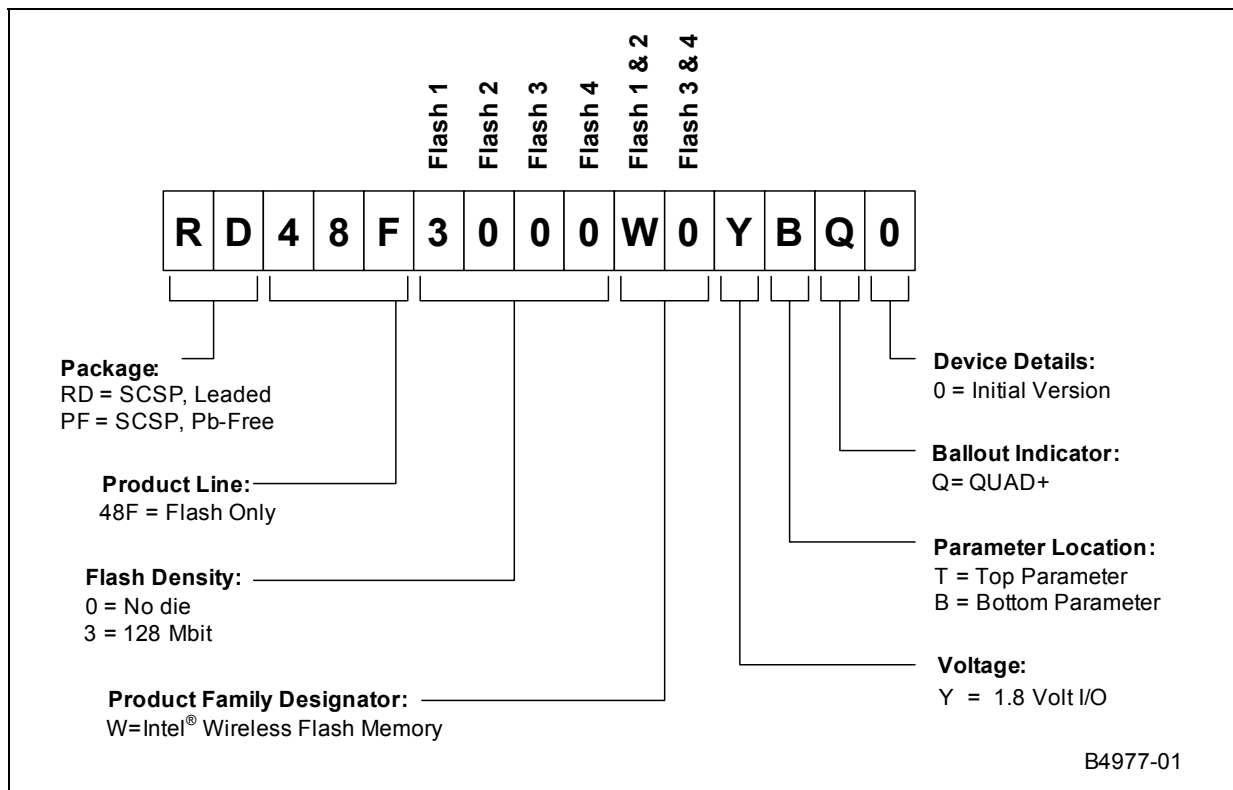 Flash 1
Flash 2
Flash 3
Flash 4
Flash 1 & 2
Flash 3 & 4
R D 4 8 F 3 0 0 0 W 0 Y B Q 0
Package:
RD = SCSP, Leaded
PF = SCSP, Pb-Free
Product Line:
48F = Flash Only
Flash Density:
0 = No die
3 = 128 Mbit
Product Family Designator:
W=Intel® Wireless Flash Memory
Device Details:
0 = Initial Version
Ballout Indicator:
Q= QUAD+
Parameter Location:
T = Top Parameter
B = Bottom Parameter
Voltage:
Y = 1.8 Volt I/O
B4977-01